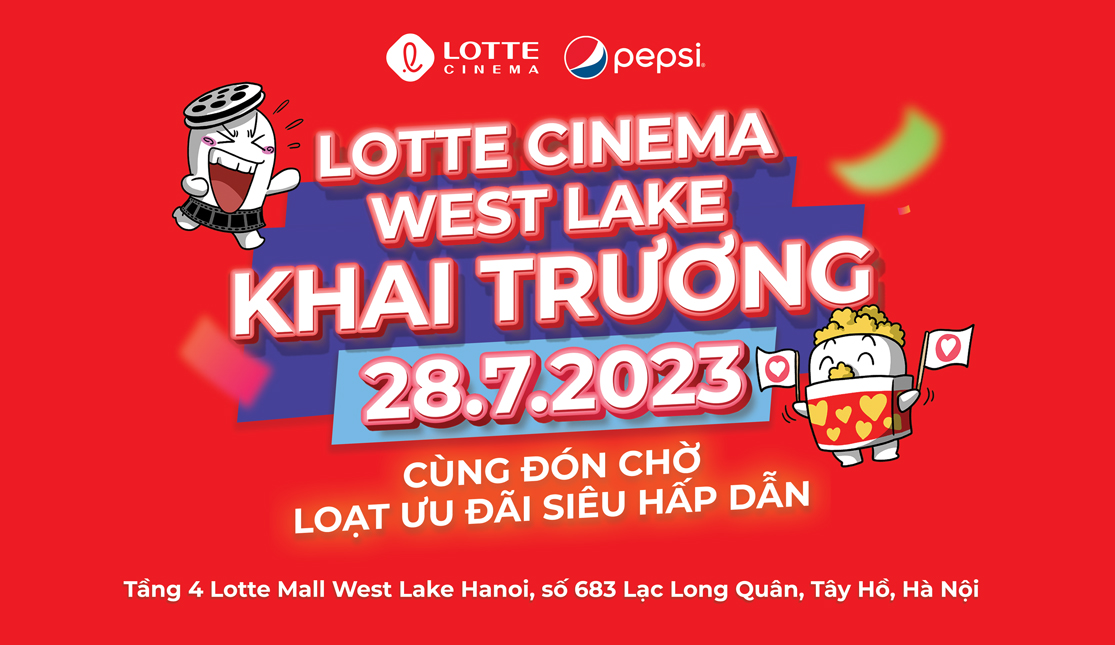 LOTTE CINEMA
pepsi
LOTTE CINEMA
WEST LAKE
KHAI TRƯƠNG
28.7.2023
CÙNG ĐÓN CHỜ
LOẠT ƯU ĐÃI SIÊU HẤP DẪN
Tầng 4 Lotte Mall West Lake Hanoi, số 683 Lạc Long Quân, Tây Hồ, Hà Nội